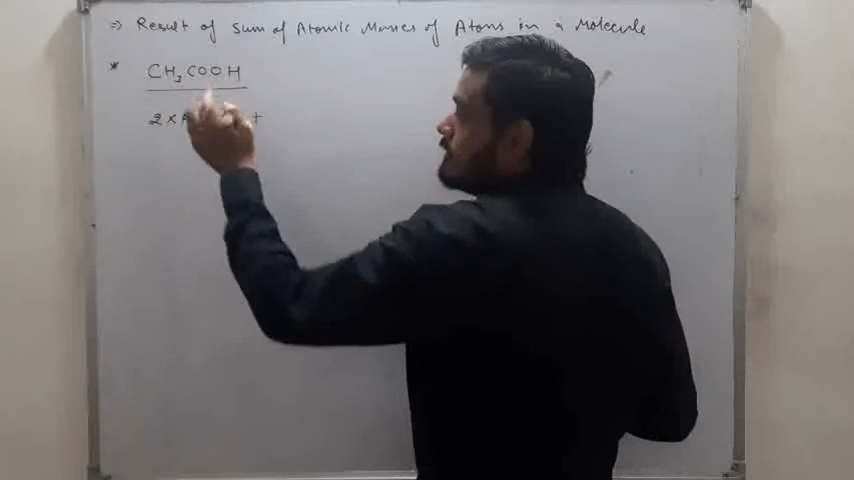 ⇒ Result of sum of Atomic Masses of Atoms in a Molecule
* CH₃COOH
2× +